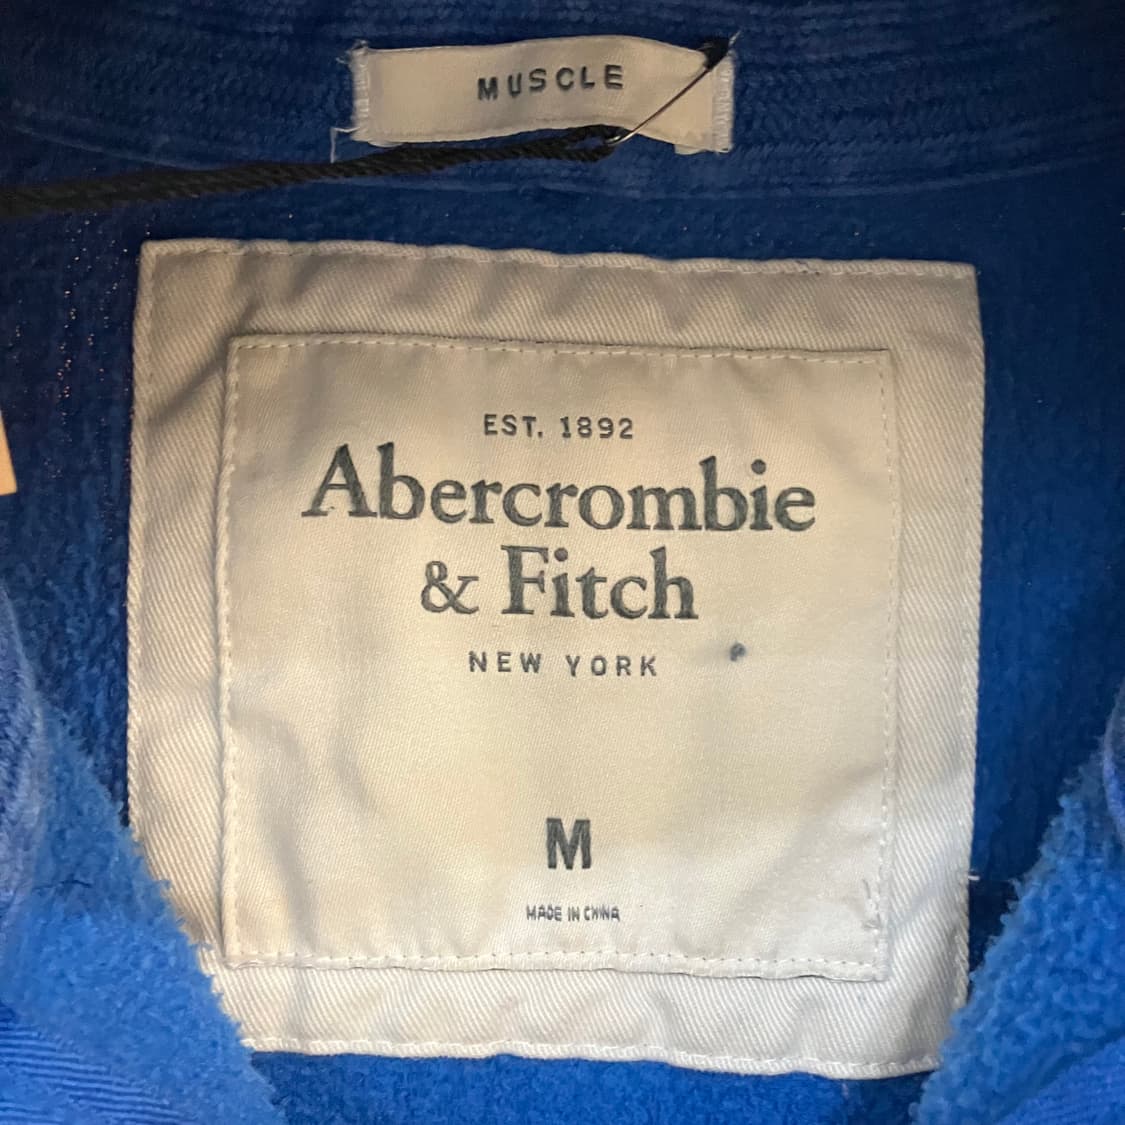 MUSCLE
EST. 1892
Abercrombie
& Fitch
NEW YORK
M
MADE IN CHINA